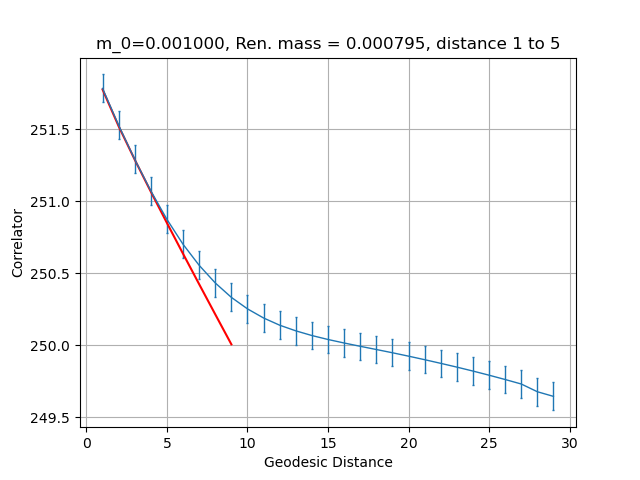 m_0=0.001000, Ren. mass = 0.000795, distance 1 to 5
251.5
251.0
250.5
250.0
249.5
Correlator
0 5 10 15 20 25 30
Geodesic Distance